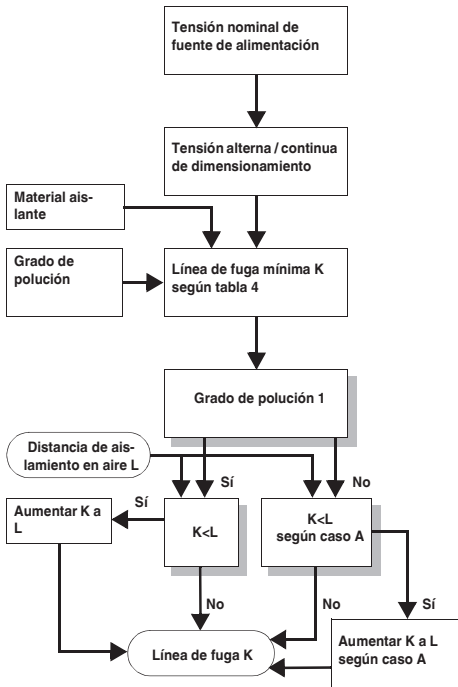 Tensión nominal de
fuente de alimentación
Tensión alterna / continua
de dimensionamiento
Material ais-
lante
Grado de
polución
Línea de fuga mínima K
según tabla 4
Grado de polución 1
Distancia de ais-
lamiento en aire L
Sí
No
Aumentar K a
L
Sí
K<L
K<L
según caso A
No
No
Sí
Línea de fuga K
Aumentar K a L
según caso A